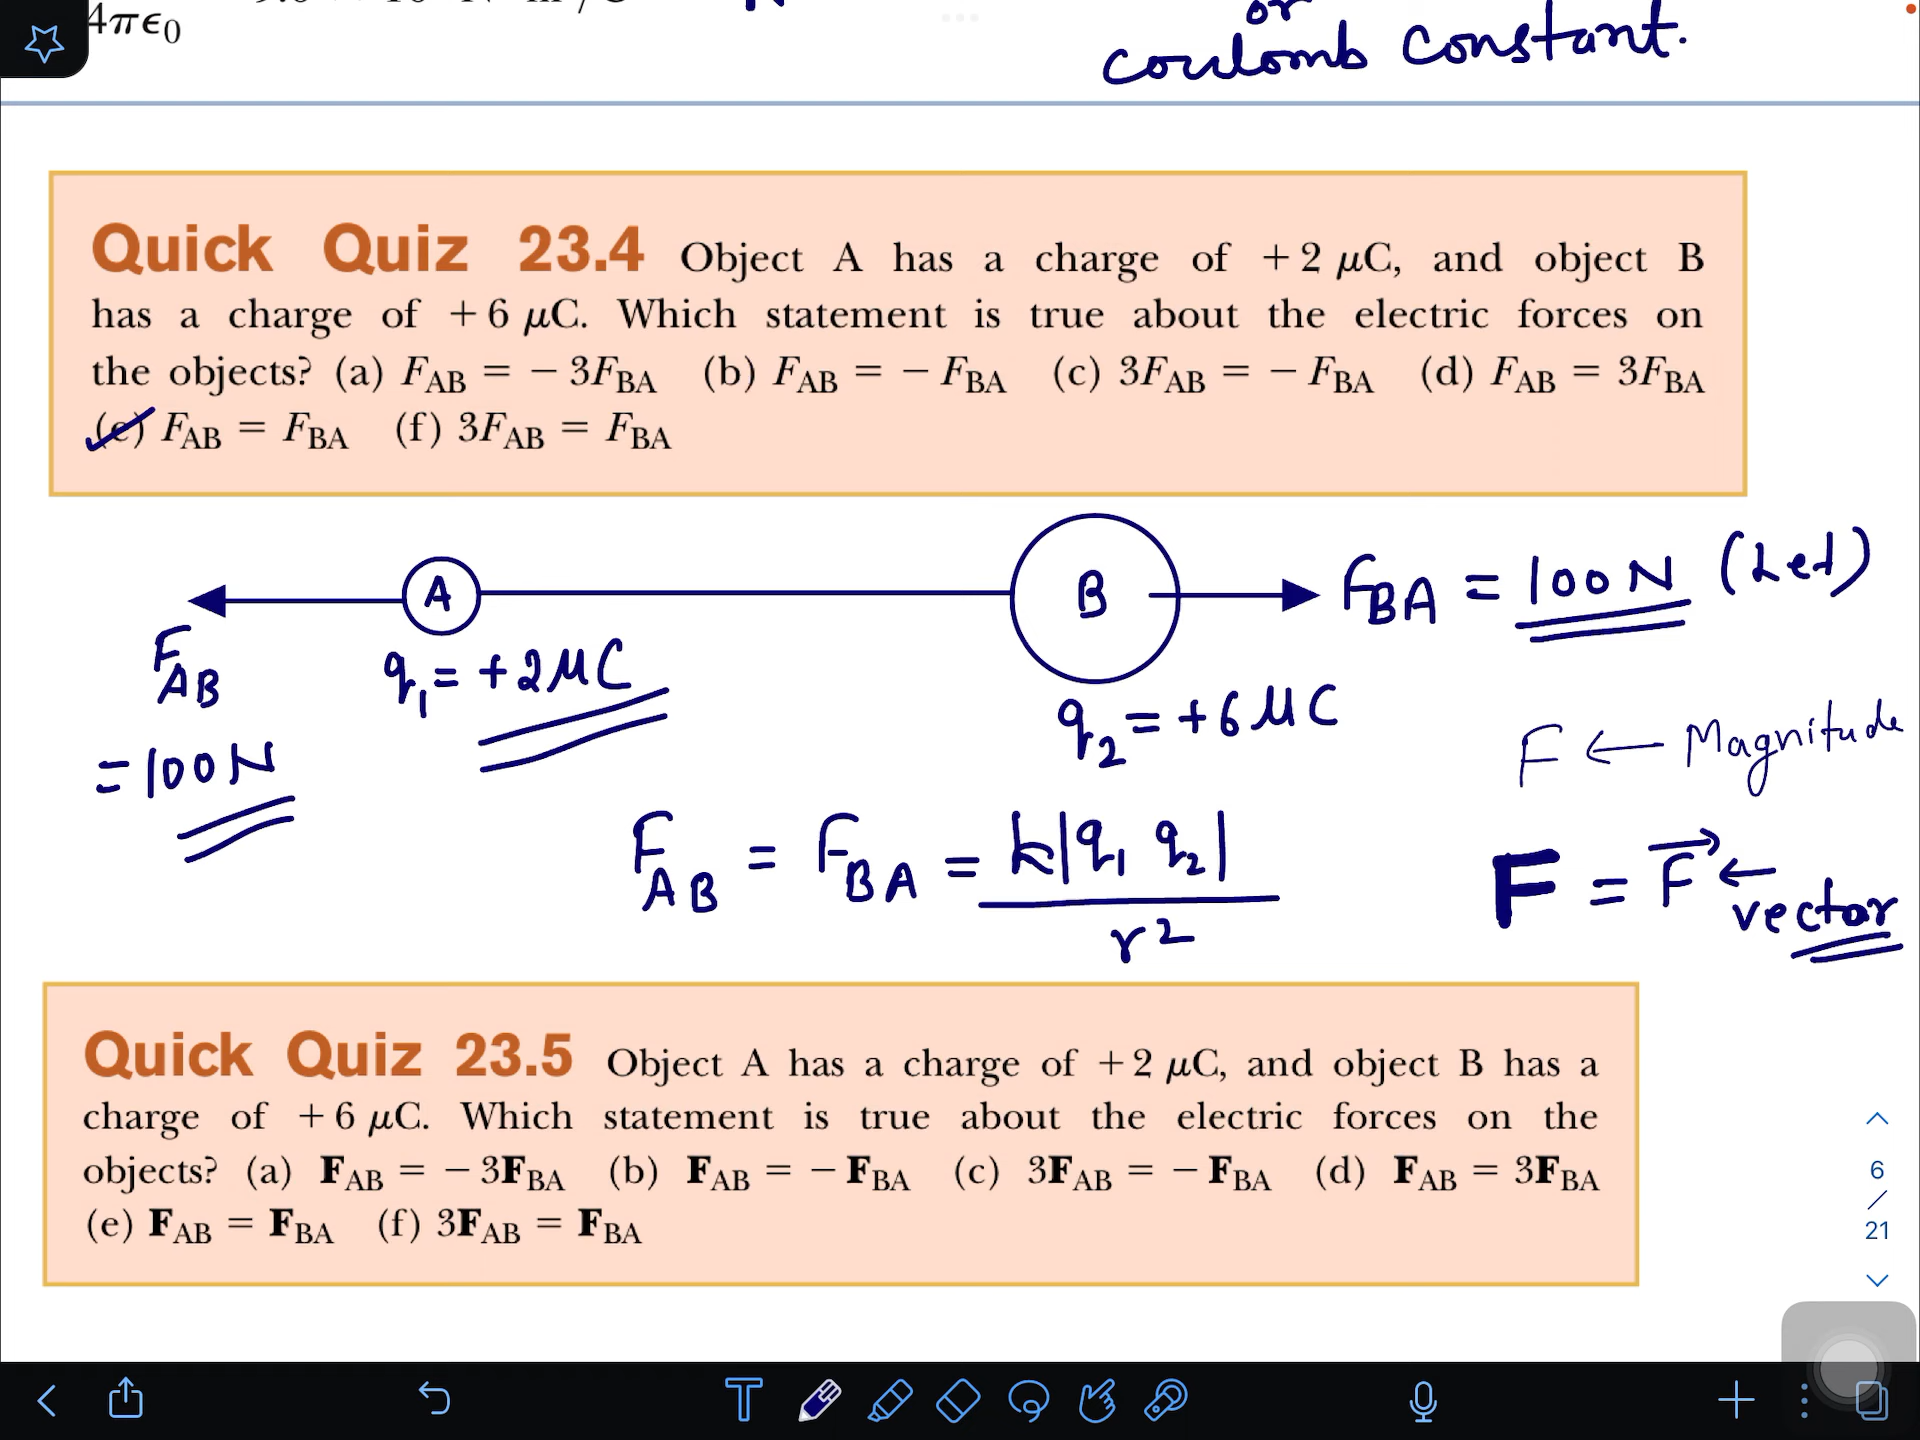 4πϵ₀
or
coulomb constant.
Quick Quiz 23.4 Object A has a charge of +2 μC, and object B
has a charge of +6 μC. Which statement is true about the electric forces on
the objects? (a) F_AB = − 3F_BA (b) F_AB = − F_BA (c) 3F_AB = − F_BA (d) F_AB = 3F_BA
(e) F_AB = F_BA (f) 3F_AB = F_BA
A
B
F_BA = 100 N (Let)
F_AB
= 100 N
q₁ = +2 μC
q₂ = +6 μC
F ← Magnitude
F_AB = F_BA = k|q₁ q₂|
r²
F = F⃗ ← vector
Quick Quiz 23.5 Object A has a charge of +2 μC, and object B has a
charge of +6 μC. Which statement is true about the electric forces on the
objects? (a) F_AB = − 3F_BA (b) F_AB = − F_BA (c) 3F_AB = − F_BA (d) F_AB = 3F_BA
(e) F_AB = F_BA (f) 3F_AB = F_BA
6
/
21
T